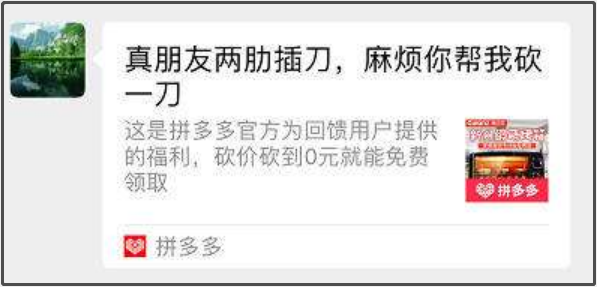 真朋友两肋插刀，麻烦你帮我砍
一刀
这是拼多多官方为回馈用户提供
的福利，砍价砍到0元就能免费
领取
拼多多
拼多多